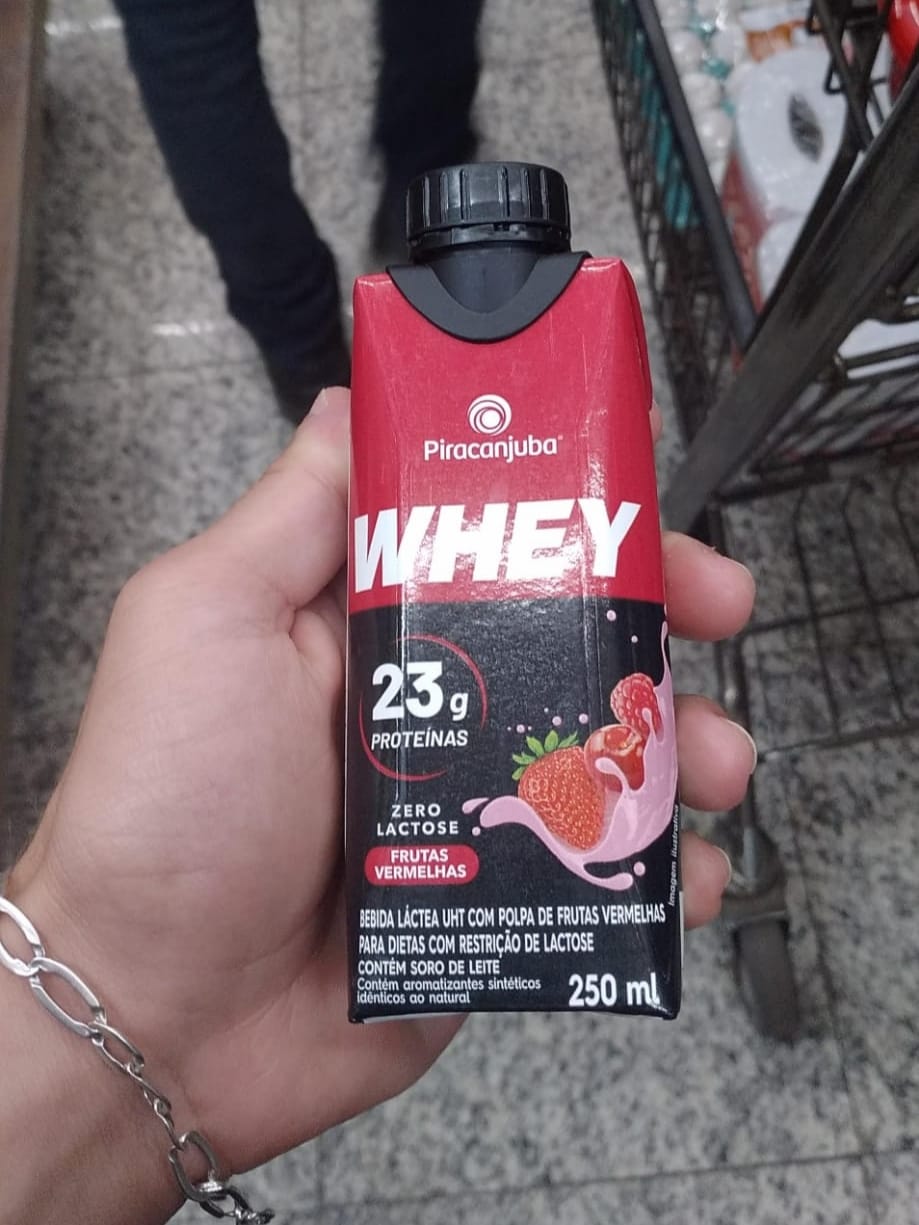 Piracanjuba®
WHEY
23 g
PROTEÍNAS
ZERO
LACTOSE
FRUTAS
VERMELHAS
Imagem ilustrativa
BEBIDA LÁCTEA UHT COM POLPA DE FRUTAS VERMELHAS
PARA DIETAS COM RESTRIÇÃO DE LACTOSE
CONTÉM SORO DE LEITE
Contém aromatizantes sintéticos
idênticos ao natural
250 ml